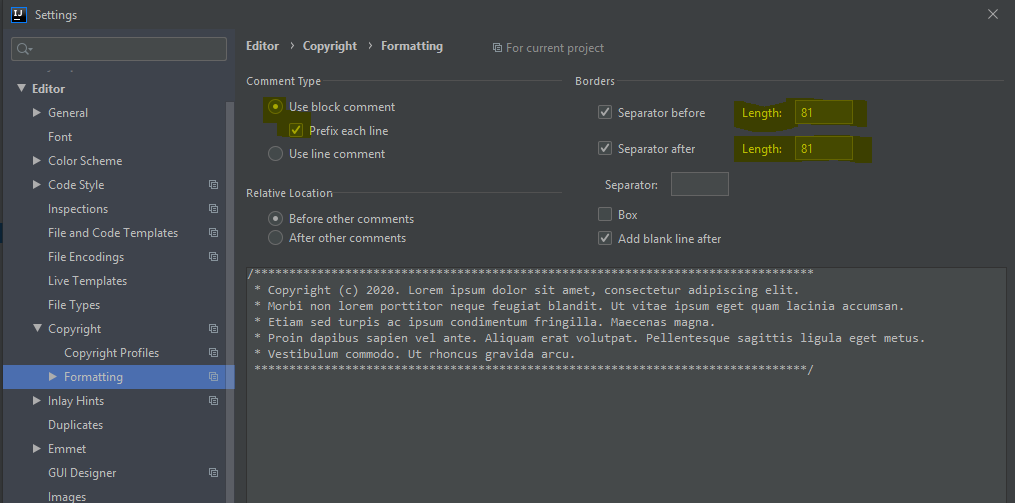 IJ Settings
Editor › Copyright › Formatting For current project
Editor
General
Font
Color Scheme
Code Style
Inspections
File and Code Templates
File Encodings
Live Templates
File Types
Copyright
Copyright Profiles
Formatting
Inlay Hints
Duplicates
Emmet
GUI Designer
Images
Comment Type
Use block comment
Prefix each line
Use line comment
Relative Location
Before other comments
After other comments
Borders
Separator before Length: 81
Separator after Length: 81
Separator:
Box
Add blank line after
/********************************************************************************
 * Copyright (c) 2020. Lorem ipsum dolor sit amet, consectetur adipiscing elit.
 * Morbi non lorem porttitor neque feugiat blandit. Ut vitae ipsum eget quam lacinia accumsan.
 * Etiam sed turpis ac ipsum condimentum fringilla. Maecenas magna.
 * Proin dapibus sapien vel ante. Aliquam erat volutpat. Pellentesque sagittis ligula eget metus.
 * Vestibulum commodo. Ut rhoncus gravida arcu.
 *******************************************************************************/